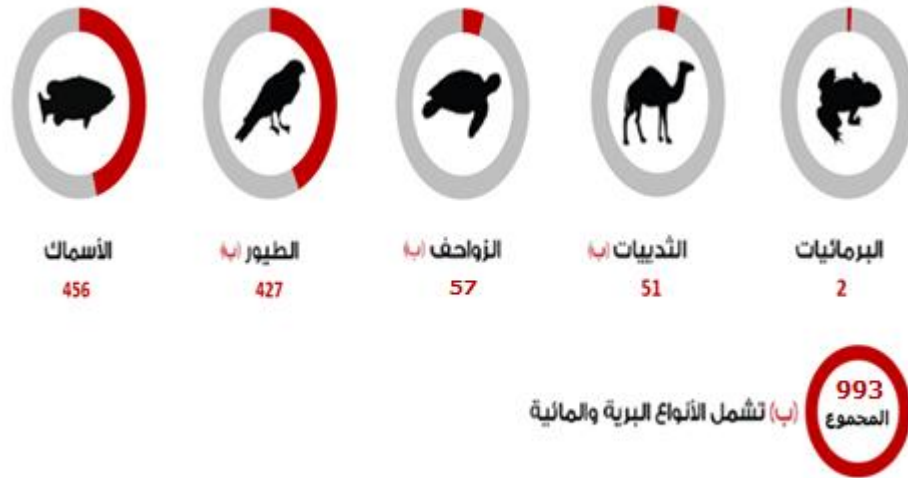 البرمائيات
2
الثدييات (ب)
51
الزواحف (ب)
57
الطيور (ب)
427
الأسماك
456
993
المجموع
(ب) تشمل الأنواع البرية والمائية